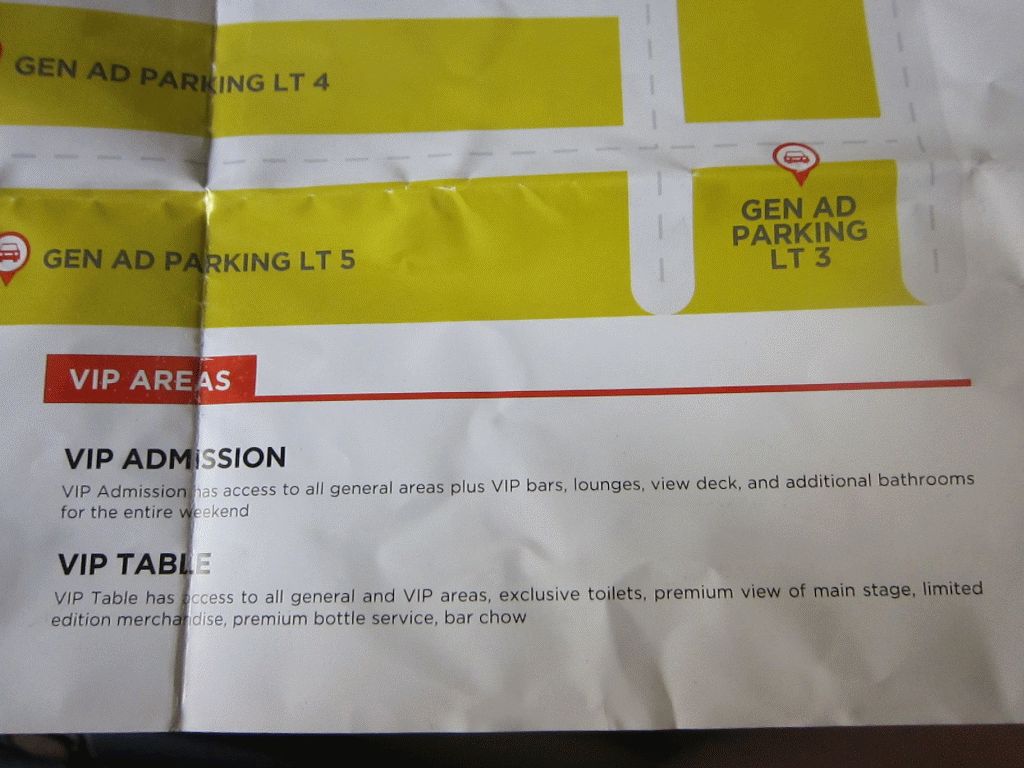 GEN AD PARKING LT 4
GEN AD
PARKING
LT 3
GEN AD PARKING LT 5
VIP AREAS
VIP ADMISSION
VIP Admission has access to all general areas plus VIP bars, lounges, view deck, and additional bathrooms
for the entire weekend
VIP TABLE
VIP Table has access to all general and VIP areas, exclusive toilets, premium view of main stage, limited
edition merchandise, premium bottle service, bar chow